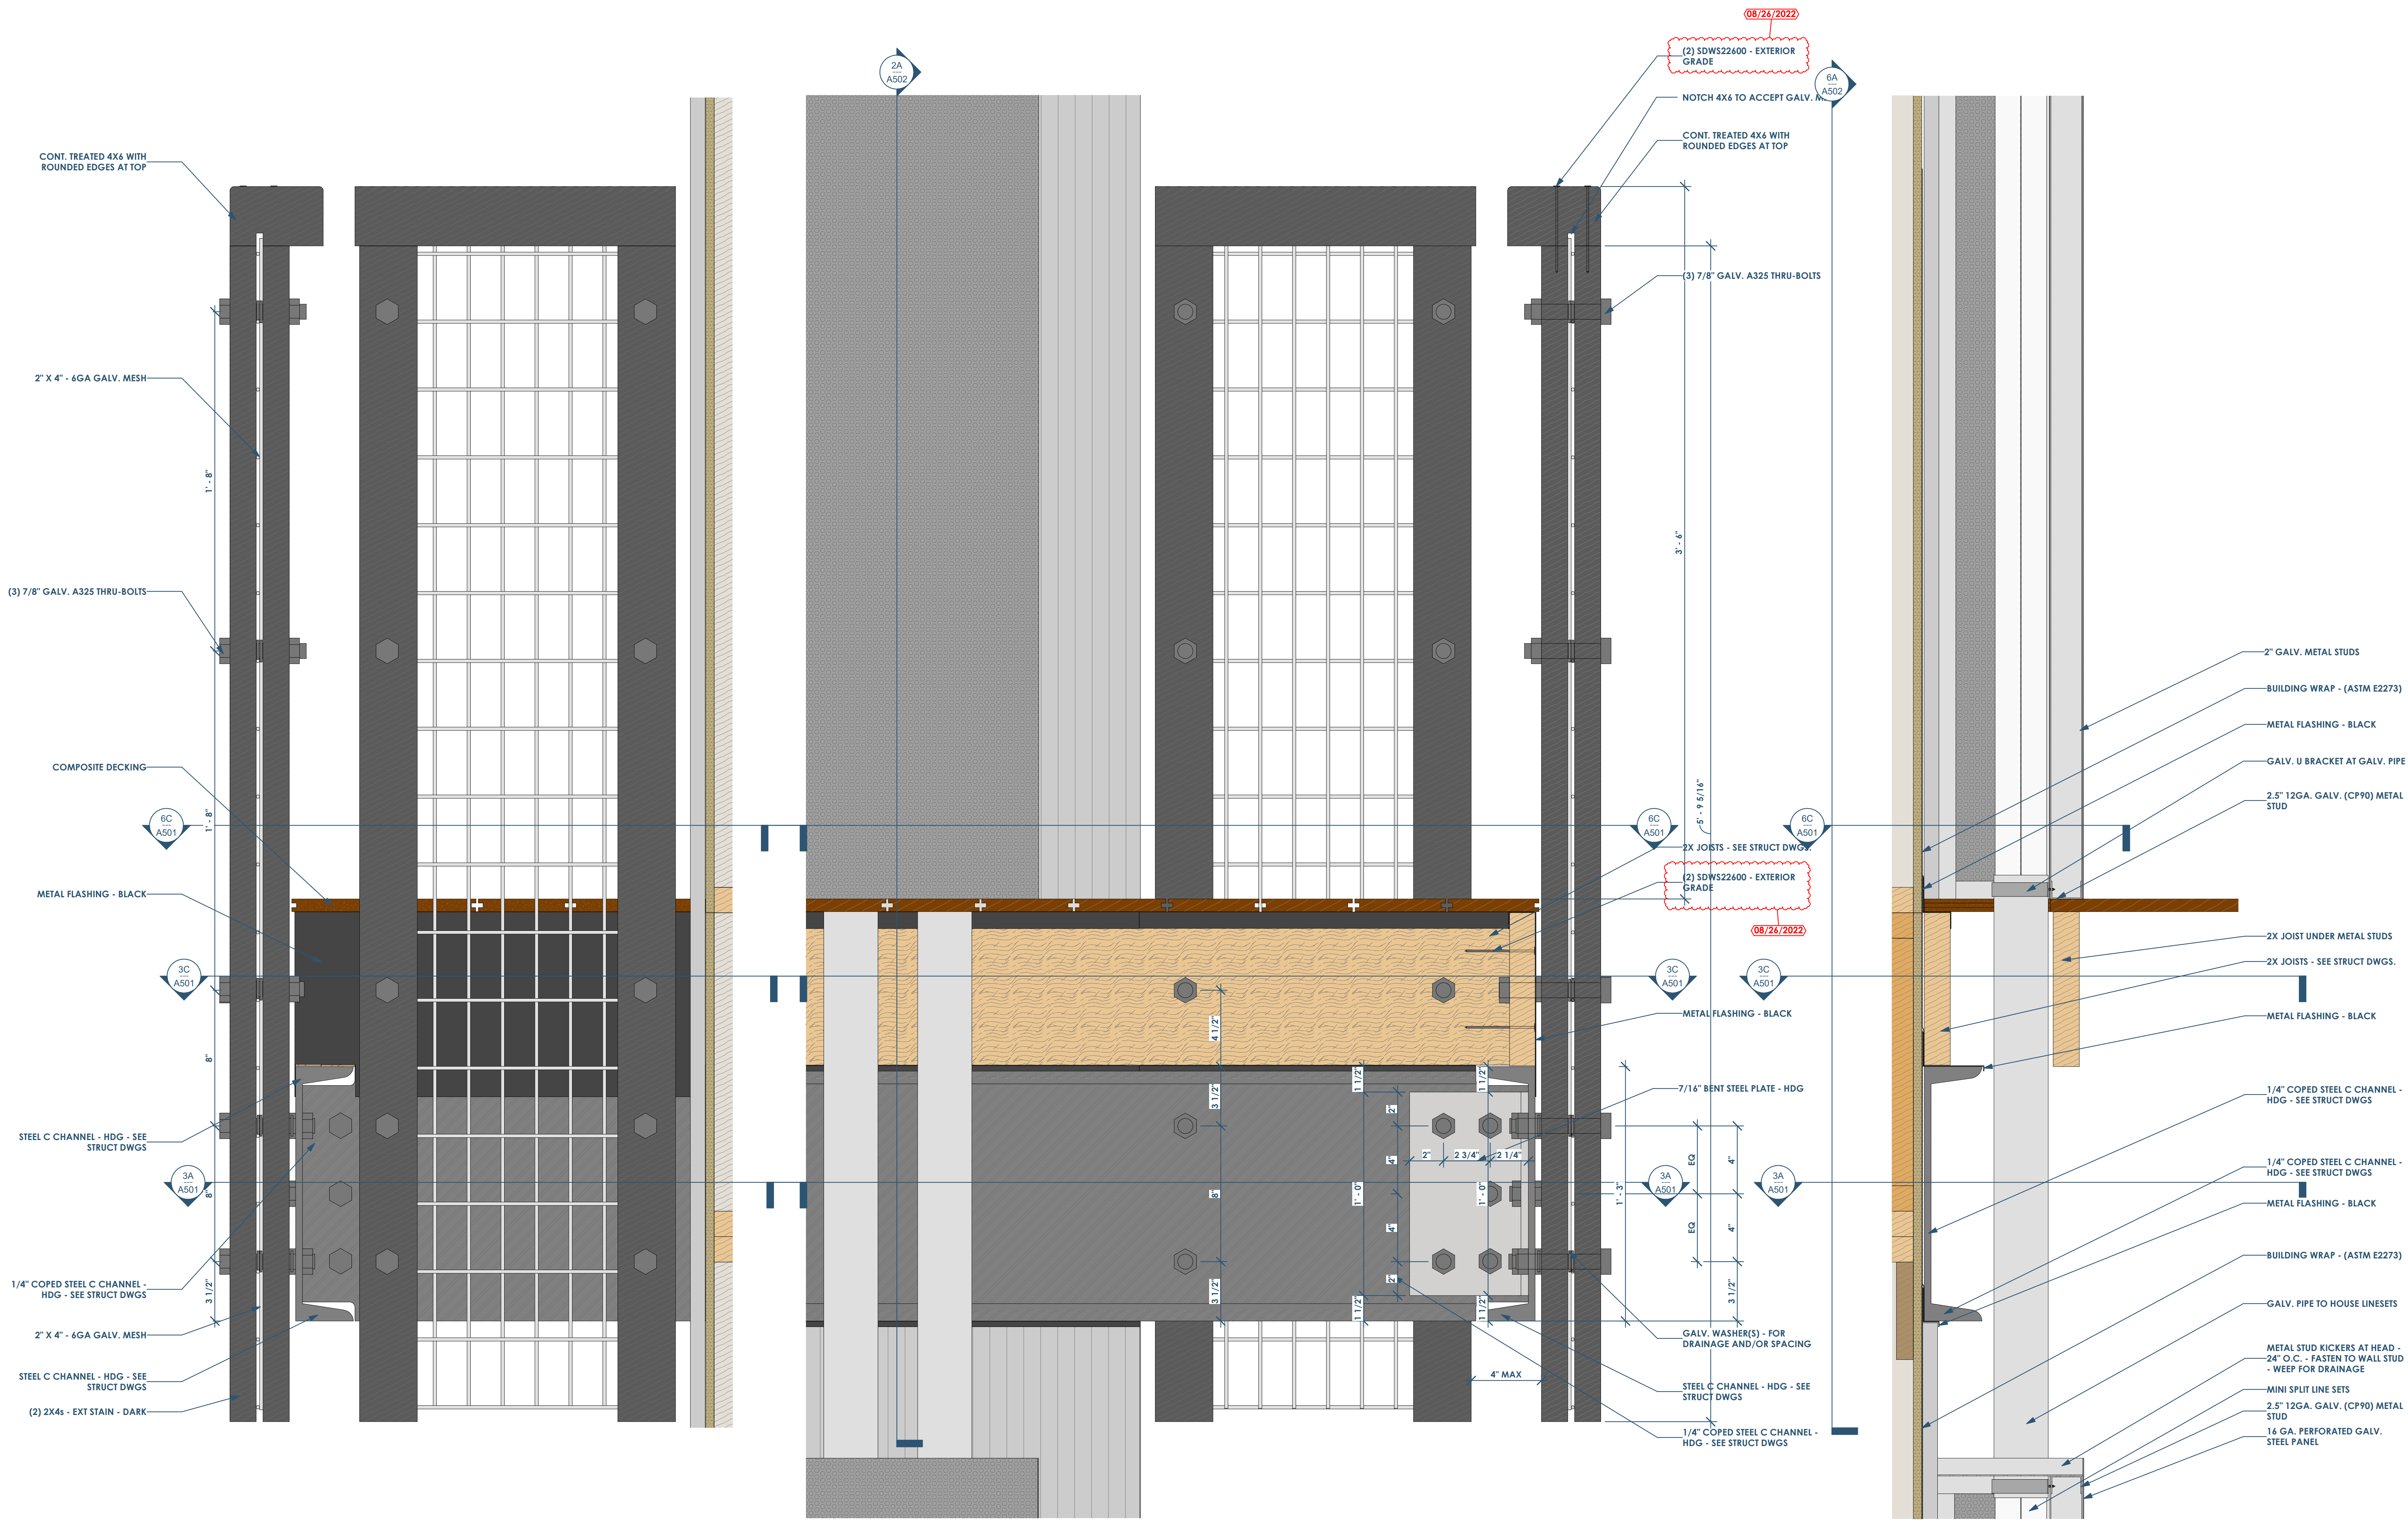 08/26/2022
(2) SDWS22600 - EXTERIOR
GRADE
2A
---
A502
6A
---
A502
NOTCH 4X6 TO ACCEPT GALV.
CONT. TREATED 4X6 WITH
ROUNDED EDGES AT TOP
CONT. TREATED 4X6 WITH
ROUNDED EDGES AT TOP
(3) 7/8" GALV. A325 THRU-BOLTS
2" X 4" - 6GA GALV. MESH
1' - 8"
3' - 6"
(3) 7/8" GALV. A325 THRU-BOLTS
COMPOSITE DECKING
1' - 8"
5' - 9 5/16"
6C
---
A501
6C
---
A501
6C
---
A501
2X JOISTS - SEE STRUCT DWGS.
(2) SDWS22600 - EXTERIOR
GRADE
08/26/2022
METAL FLASHING - BLACK
3C
---
A501
3C
---
A501
3C
---
A501
METAL FLASHING - BLACK
8"
4 1/2"
3 1/2"
1 1/2"
1 1/2"
7/16" BENT STEEL PLATE - HDG
STEEL C CHANNEL - HDG - SEE
STRUCT DWGS
2"
2"
2 3/4"
2 1/4"
4"
EQ
4"
3A
---
A501
3A
---
A501
3A
---
A501
8"
8"
1' - 0"
1' - 0"
1' - 3"
4"
EQ
4"
2"
1/4" COPED STEEL C CHANNEL -
HDG - SEE STRUCT DWGS
3 1/2"
3 1/2"
1 1/2"
1 1/2"
3 1/2"
2" X 4" - 6GA GALV. MESH
GALV. WASHER(S) - FOR
DRAINAGE AND/OR SPACING
4" MAX
STEEL C CHANNEL - HDG - SEE
STRUCT DWGS
STEEL C CHANNEL - HDG - SEE
STRUCT DWGS
(2) 2X4s - EXT STAIN - DARK
1/4" COPED STEEL C CHANNEL -
HDG - SEE STRUCT DWGS
2" GALV. METAL STUDS
BUILDING WRAP - (ASTM E2273)
METAL FLASHING - BLACK
GALV. U BRACKET AT GALV. PIPE
2.5" 12GA. GALV. (CP90) METAL
STUD
2X JOIST UNDER METAL STUDS
2X JOISTS - SEE STRUCT DWGS.
METAL FLASHING - BLACK
1/4" COPED STEEL C CHANNEL -
HDG - SEE STRUCT DWGS
1/4" COPED STEEL C CHANNEL -
HDG - SEE STRUCT DWGS
METAL FLASHING - BLACK
BUILDING WRAP - (ASTM E2273)
GALV. PIPE TO HOUSE LINESETS
METAL STUD KICKERS AT HEAD -
24" O.C. - FASTEN TO WALL STUD
- WEEP FOR DRAINAGE
MINI SPLIT LINE SETS
2.5" 12GA. GALV. (CP90) METAL
STUD
16 GA. PERFORATED GALV.
STEEL PANEL